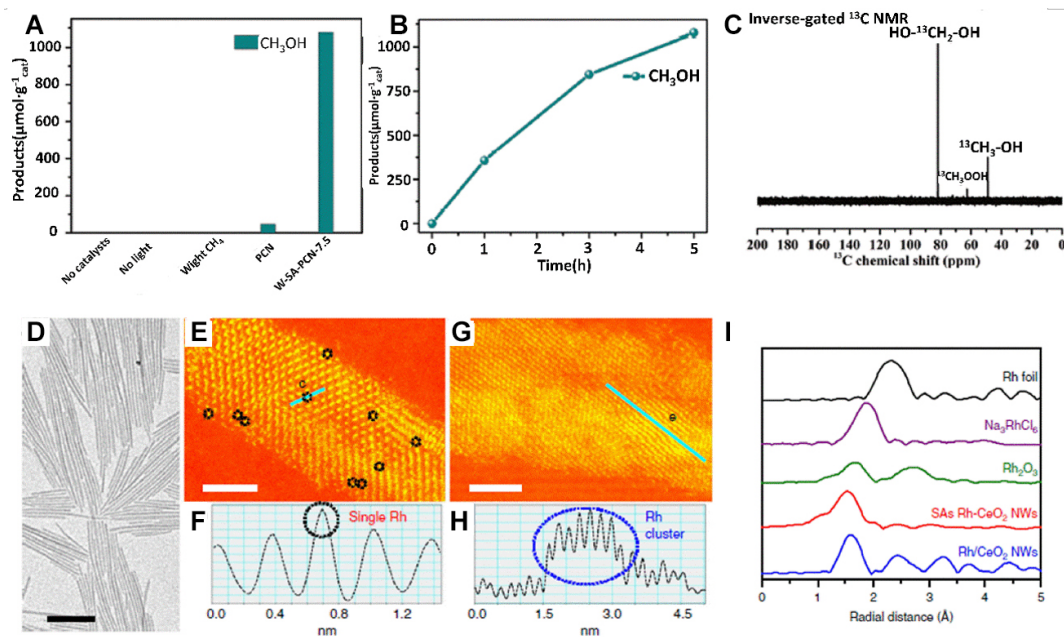 A
Products(μmol·g⁻¹cat)
1000
800
600
400
200
0
CH₃OH
No catalysts
No light
Wight CH₄
PCN
W-SA-PCN-7.5
B
Products(μmol·g⁻¹cat)
1000
750
500
250
0
CH₃OH
0 1 2 3 4 5
Time(h)
C
Inverse-gated ¹³C NMR
HO-¹³CH₂-OH
¹³CH₃-OH
¹³CH₃OOH
200 180 160 140 120 100 80 60 40 20 0
¹³C chemical shift (ppm)
D
E
c
F
Single Rh
0.0 0.4 0.8 1.2
nm
G
e
H
Rh
cluster
0.0 1.5 3.0 4.5
nm
I
Rh foil
Na₃RhCl₆
Rh₂O₃
SAs Rh-CeO₂ NWs
Rh/CeO₂ NWs
0 1 2 3 4 5
Radial distance (Å)